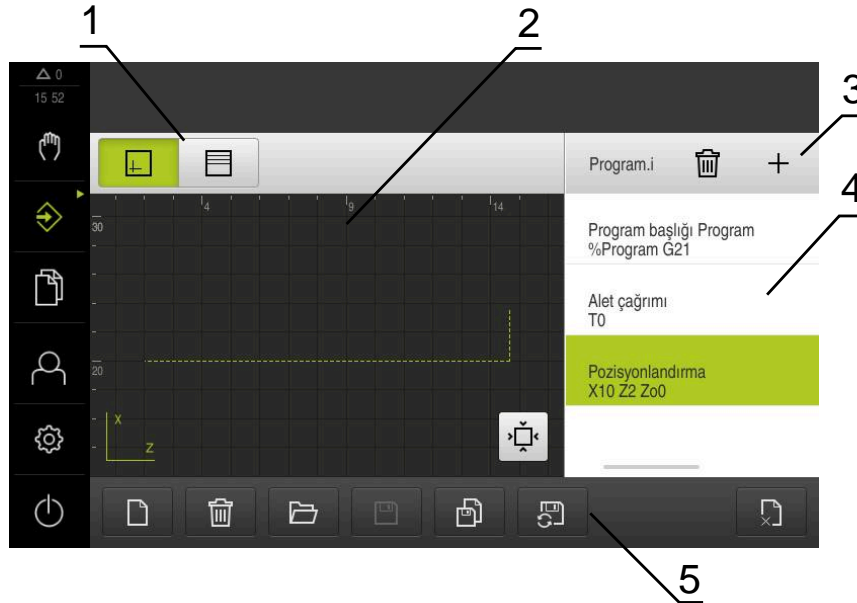 1
2
3
4
5
0
15 52
Program.i
4
9
14
30
20
X
Z
Program başlığı Program
%Program G21
Alet çağrımı
T0
Pozisyonlandırma
X10 Z2 Zo0